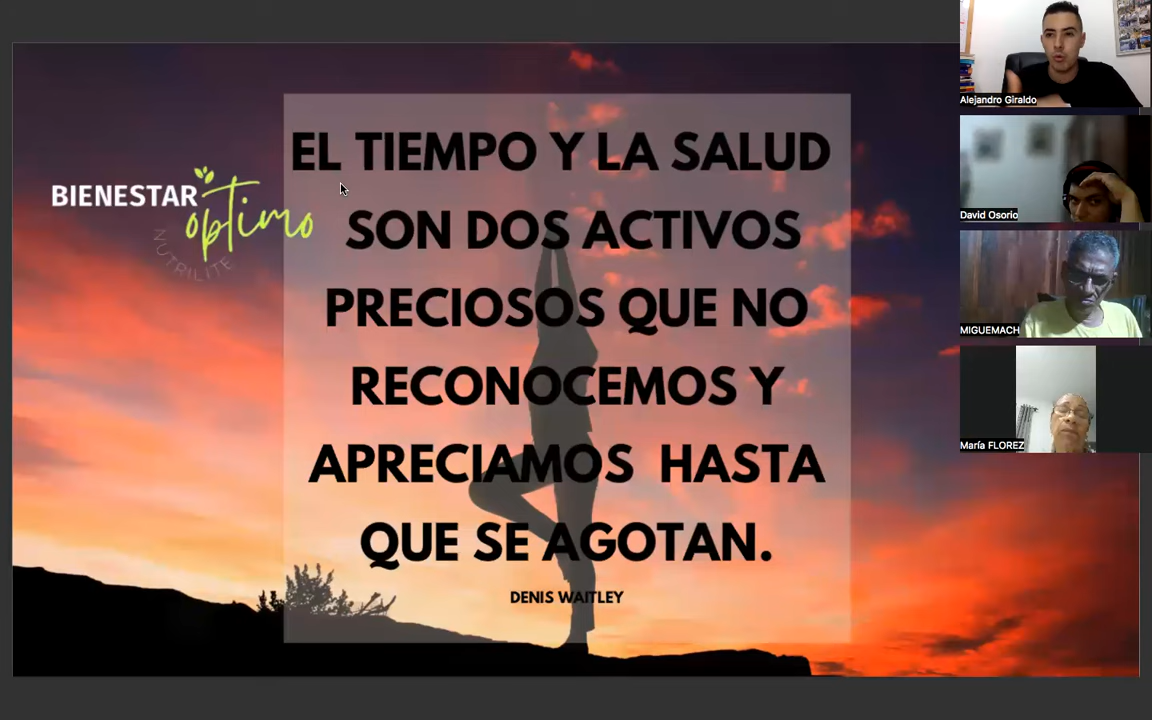 BIENESTAR
optimo
NUTRILITE
EL TIEMPO Y LA SALUD
SON DOS ACTIVOS
PRECIOSOS QUE NO
RECONOCEMOS Y
APRECIAMOS HASTA
QUE SE AGOTAN.
DENIS WAITLEY
Alejandro Giraldo
David Osorio
MIGUEMACH
María FLOREZ